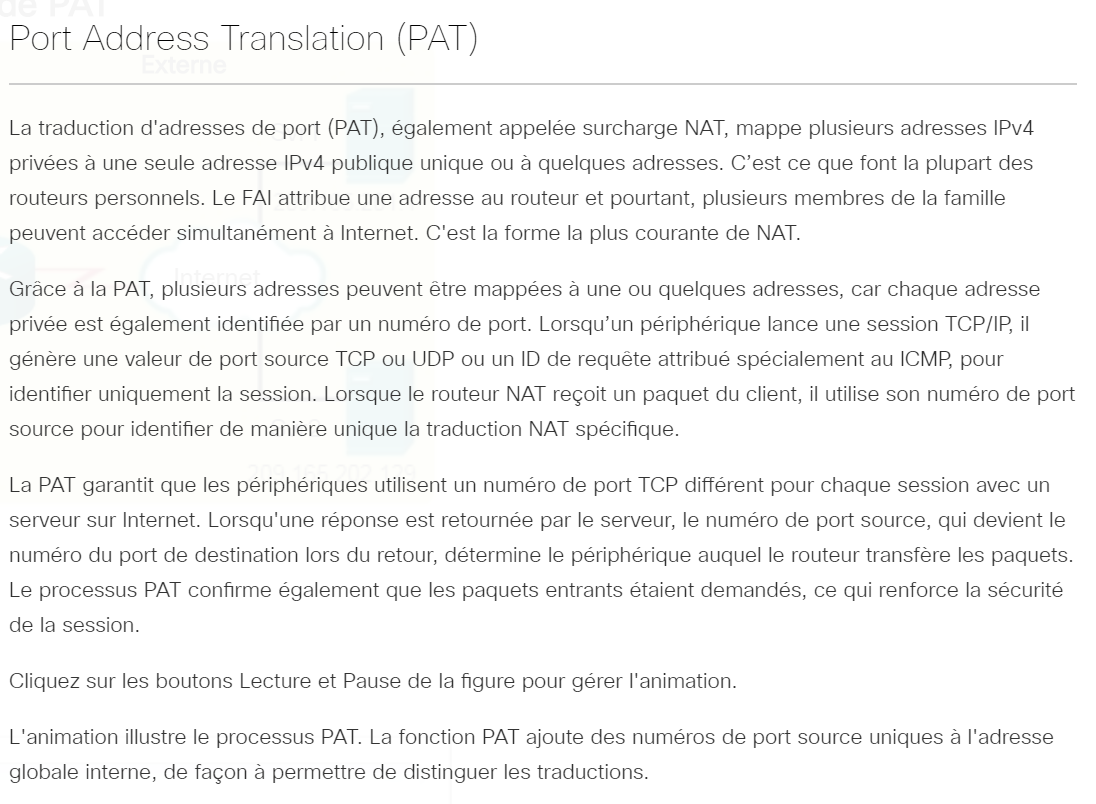 de PAT
Port Address Translation (PAT)
Externe
La traduction d'adresses de port (PAT), également appelée surcharge NAT, mappe plusieurs adresses IPv4
privées à une seule adresse IPv4 publique unique ou à quelques adresses. C’est ce que font la plupart des
routeurs personnels. Le FAI attribue une adresse au routeur et pourtant, plusieurs membres de la famille
peuvent accéder simultanément à Internet. C'est la forme la plus courante de NAT.
Internet
Grâce à la PAT, plusieurs adresses peuvent être mappées à une ou quelques adresses, car chaque adresse
privée est également identifiée par un numéro de port. Lorsqu’un périphérique lance une session TCP/IP, il
génère une valeur de port source TCP ou UDP ou un ID de requête attribué spécialement au ICMP, pour
identifier uniquement la session. Lorsque le routeur NAT reçoit un paquet du client, il utilise son numéro de port
source pour identifier de manière unique la traduction NAT spécifique.
209.165.202.129
La PAT garantit que les périphériques utilisent un numéro de port TCP différent pour chaque session avec un
serveur sur Internet. Lorsqu'une réponse est retournée par le serveur, le numéro de port source, qui devient le
numéro du port de destination lors du retour, détermine le périphérique auquel le routeur transfère les paquets.
Le processus PAT confirme également que les paquets entrants étaient demandés, ce qui renforce la sécurité
de la session.
Cliquez sur les boutons Lecture et Pause de la figure pour gérer l'animation.
L'animation illustre le processus PAT. La fonction PAT ajoute des numéros de port source uniques à l'adresse
globale interne, de façon à permettre de distinguer les traductions.